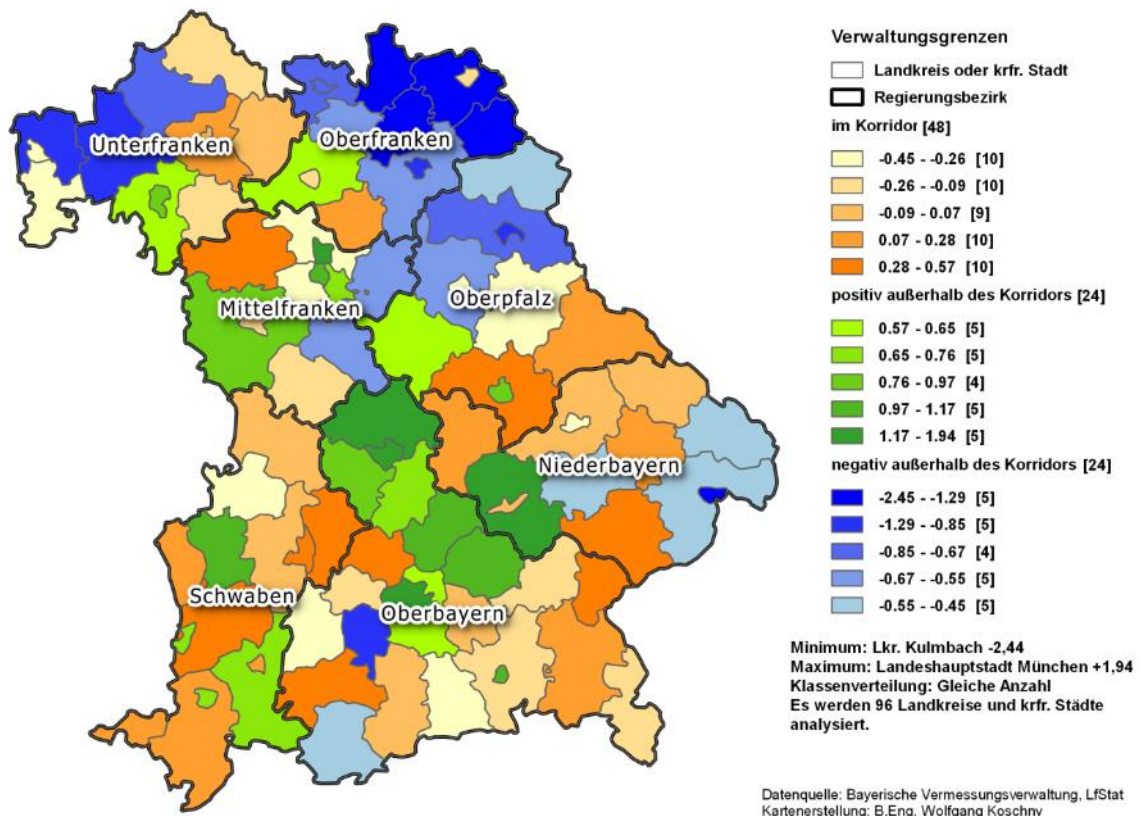 Unterfranken
Oberfranken
Mittelfranken
Oberpfalz
Niederbayern
Schwaben
Oberbayern
Verwaltungsgrenzen
Landkreis oder krfr. Stadt
Regierungsbezirk
im Korridor [48]
-0.45 - -0.26 [10]
-0.26 - -0.09 [10]
-0.09 - 0.07 [9]
0.07 - 0.28 [10]
0.28 - 0.57 [10]
positiv außerhalb des Korridors [24]
0.57 - 0.65 [5]
0.65 - 0.76 [5]
0.76 - 0.97 [4]
0.97 - 1.17 [5]
1.17 - 1.94 [5]
negativ außerhalb des Korridors [24]
-2.45 - -1.29 [5]
-1.29 - -0.85 [5]
-0.85 - -0.67 [4]
-0.67 - -0.55 [5]
-0.55 - -0.45 [5]
Minimum: Lkr. Kulmbach -2,44
Maximum: Landeshauptstadt München +1,94
Klassenverteilung: Gleiche Anzahl
Es werden 96 Landkreise und krfr. Städte
analysiert.
Datenquelle: Bayerische Vermessungsverwaltung, LfStat
Kartenerstellung: B.Eng. Wolfgang Koschny